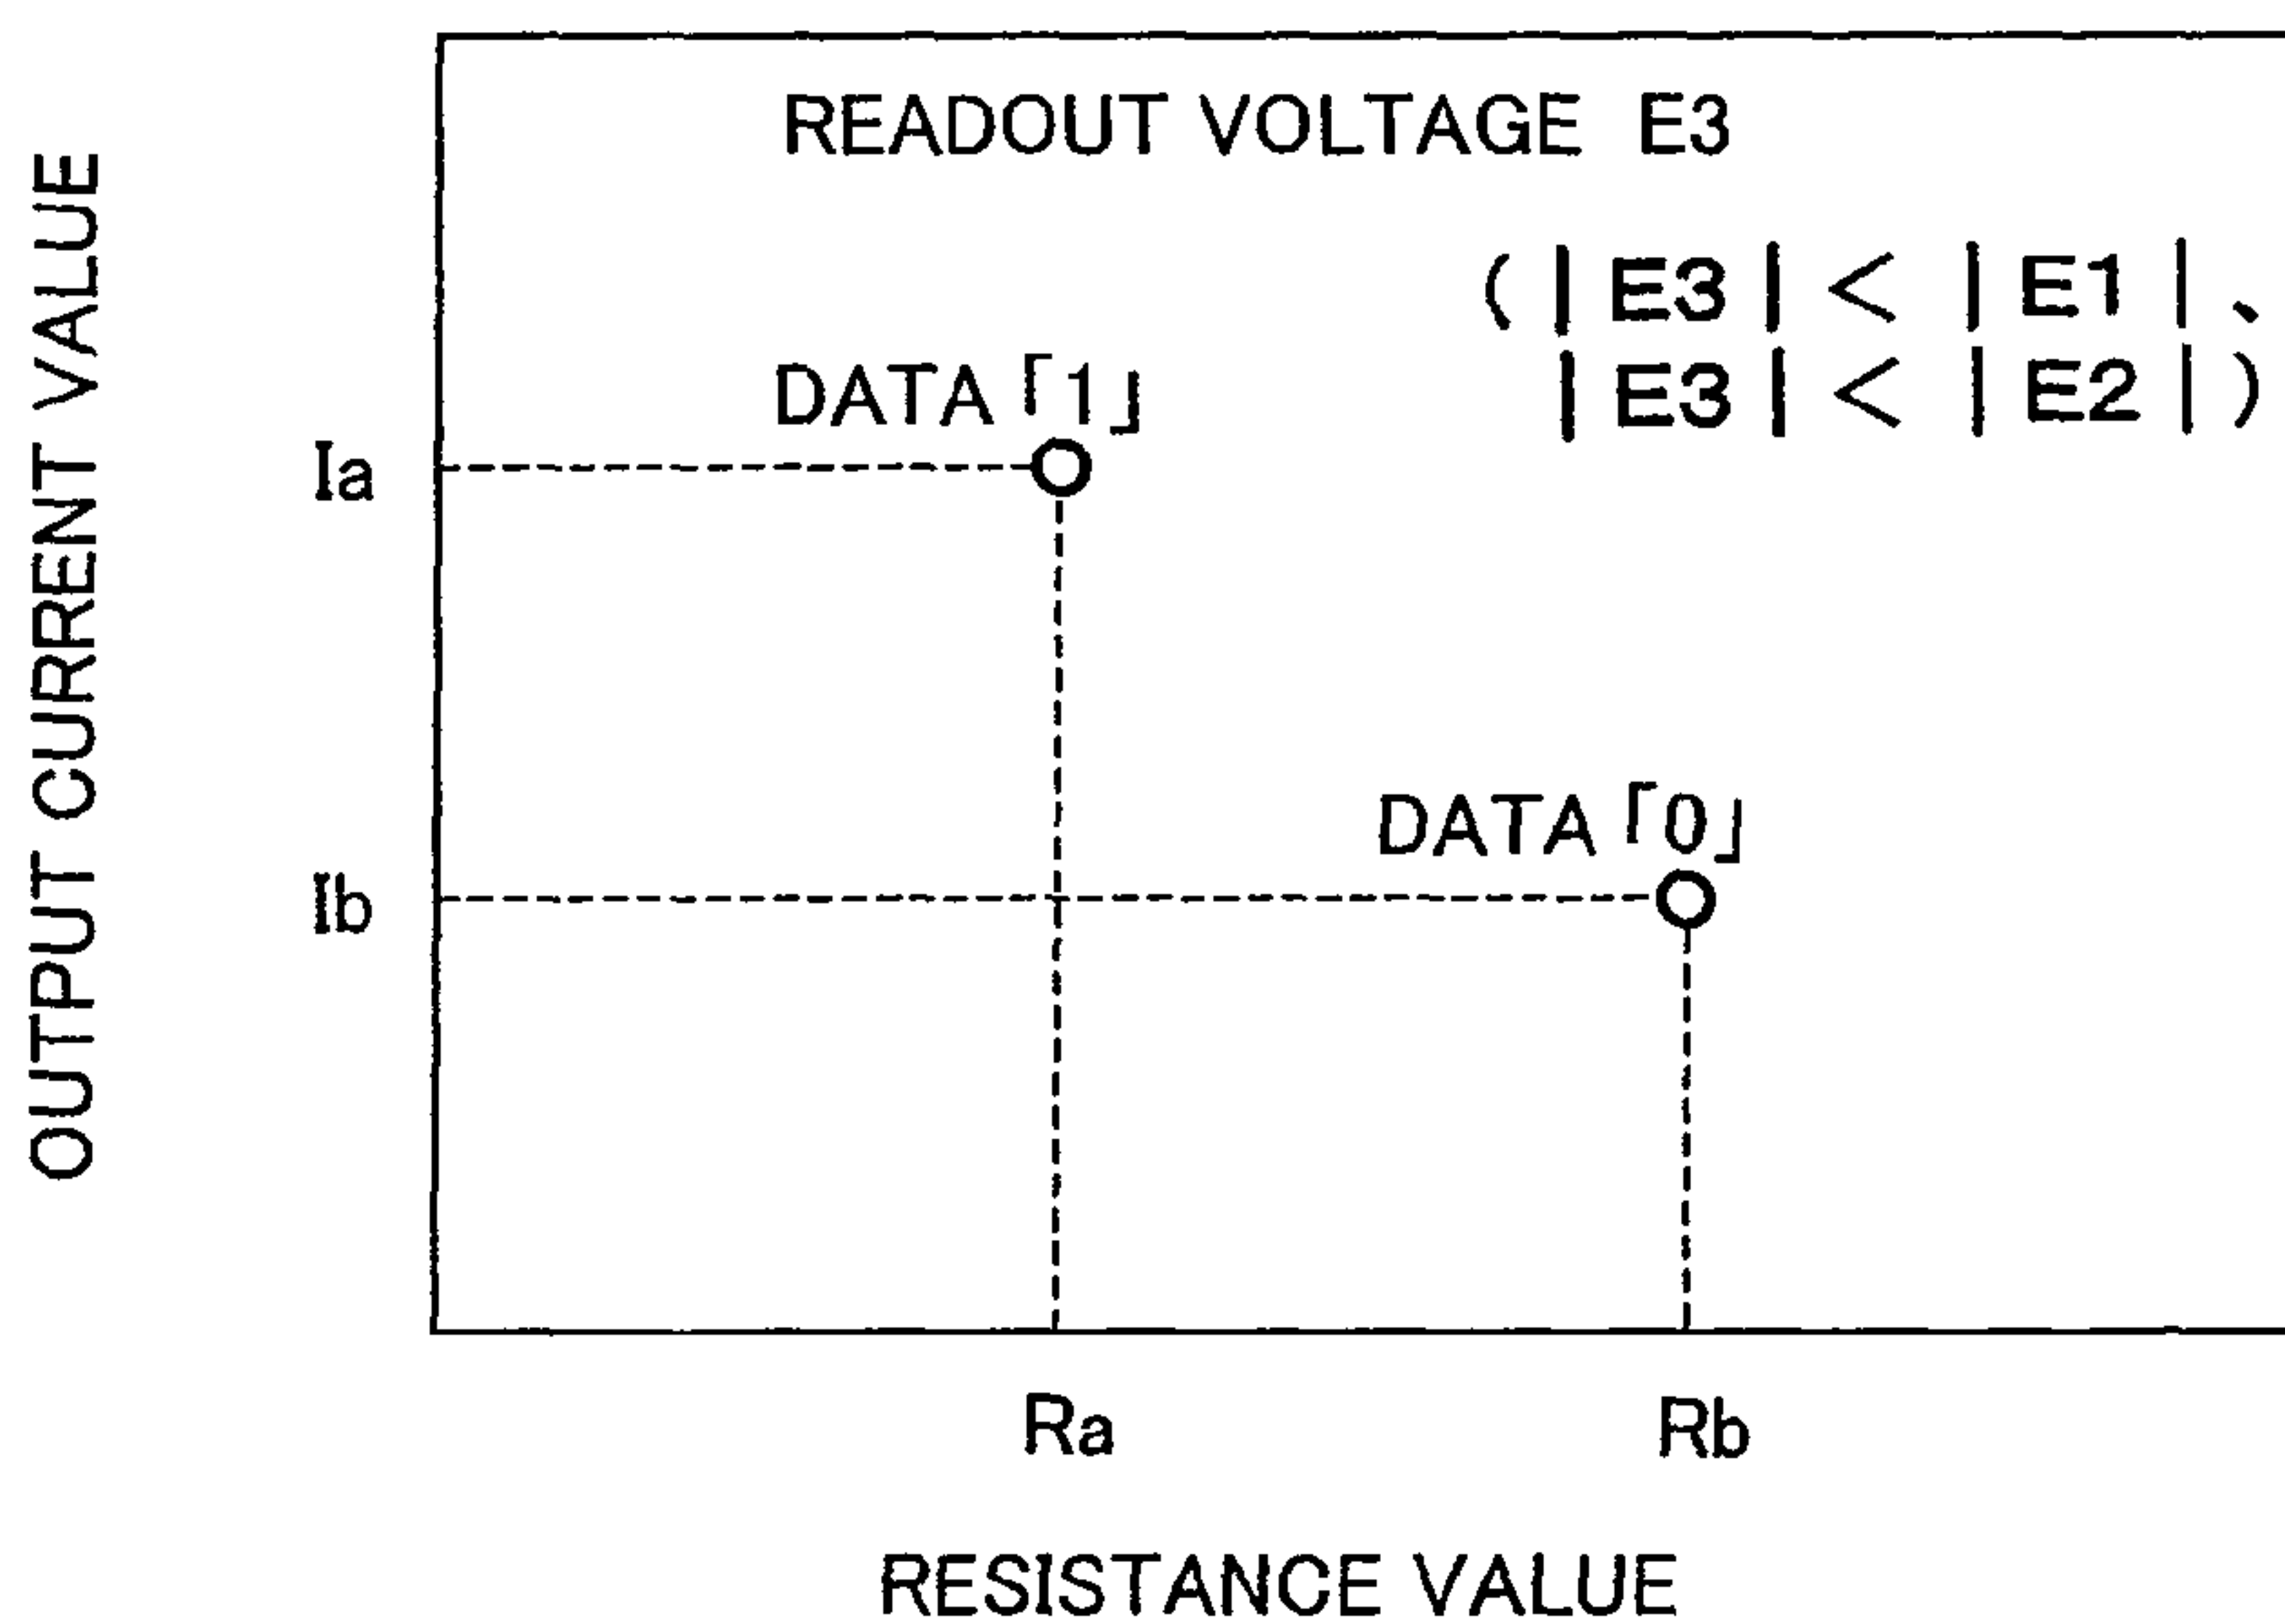 READOUT VOLTAGE E3
(|E3|<|E1|、
|E3|<|E2|)
DATA「1」
Ia
DATA「0」
Ib
OUTPUT CURRENT VALUE
Ra
Rb
RESISTANCE VALUE